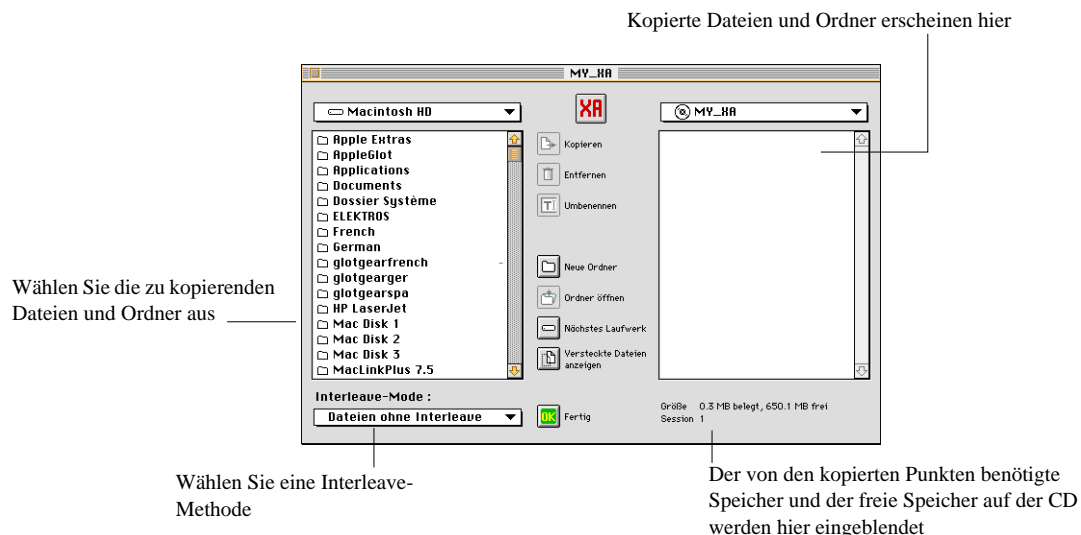 Kopierte Dateien und Ordner erscheinen hier
MY_XA
Macintosh HD
XA
MY_XA
Apple Extras
AppleGlot
Applications
Documents
Dossier Système
ELEKTROS
French
German
glotgearfrench
glotgearger
glotgearspa
HP LaserJet
Mac Disk 1
Mac Disk 2
Mac Disk 3
MacLinkPlus 7.5
Kopieren
Entfernen
Umbenennen
Neue Ordner
Ordner öffnen
Nächstes Laufwerk
Versteckte Dateien
anzeigen
Wählen Sie die zu kopierenden
Dateien und Ordner aus
Interleave-Mode :
Dateien ohne Interleave
OK
Fertig
Größe 0.3 MB belegt, 650.1 MB frei
Session 1
Wählen Sie eine Interleave-
Methode
Der von den kopierten Punkten benötigte
Speicher und der freie Speicher auf der CD
werden hier eingeblendet